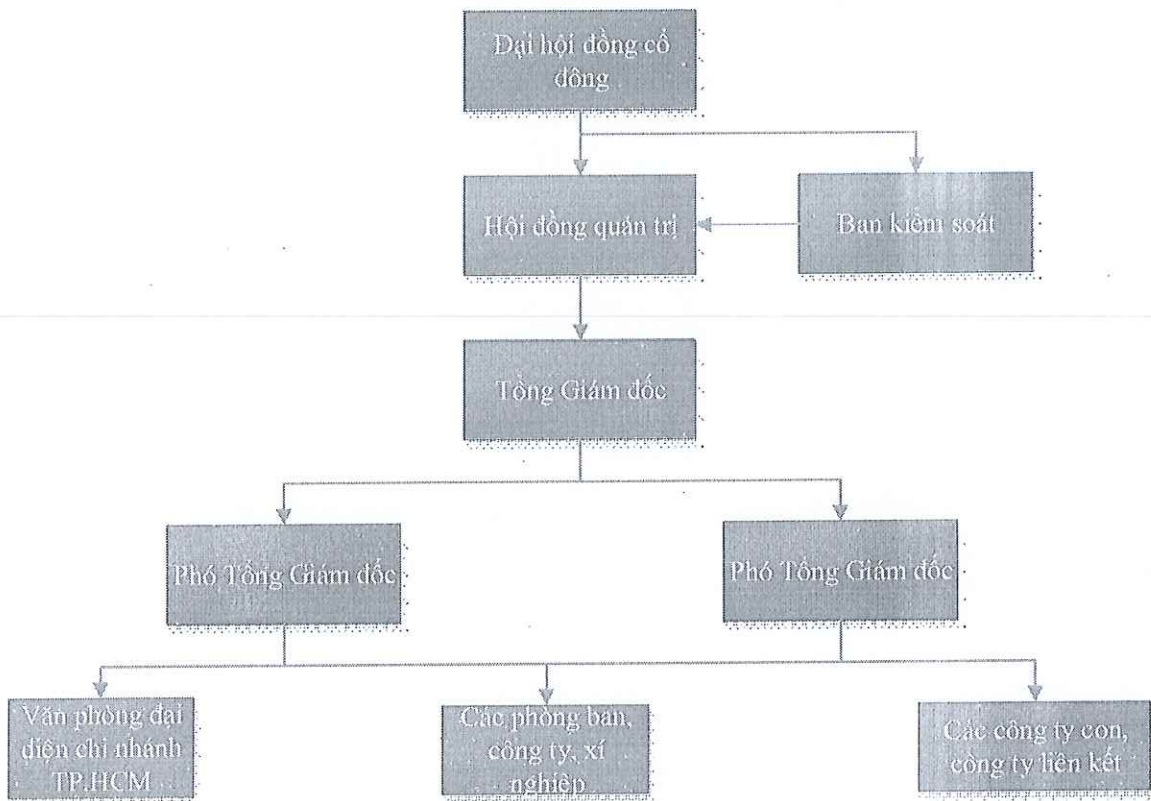 Đại hội đồng cổ
đông
Hội đồng quản trị
Ban kiểm soát
Tổng Giám đốc
Phó Tổng Giám đốc
Phó Tổng Giám đốc
Văn phòng đại
diện chi nhánh
TP.HCM
Các phòng ban,
công ty, xí
nghiệp
Các công ty con,
công ty liên kết